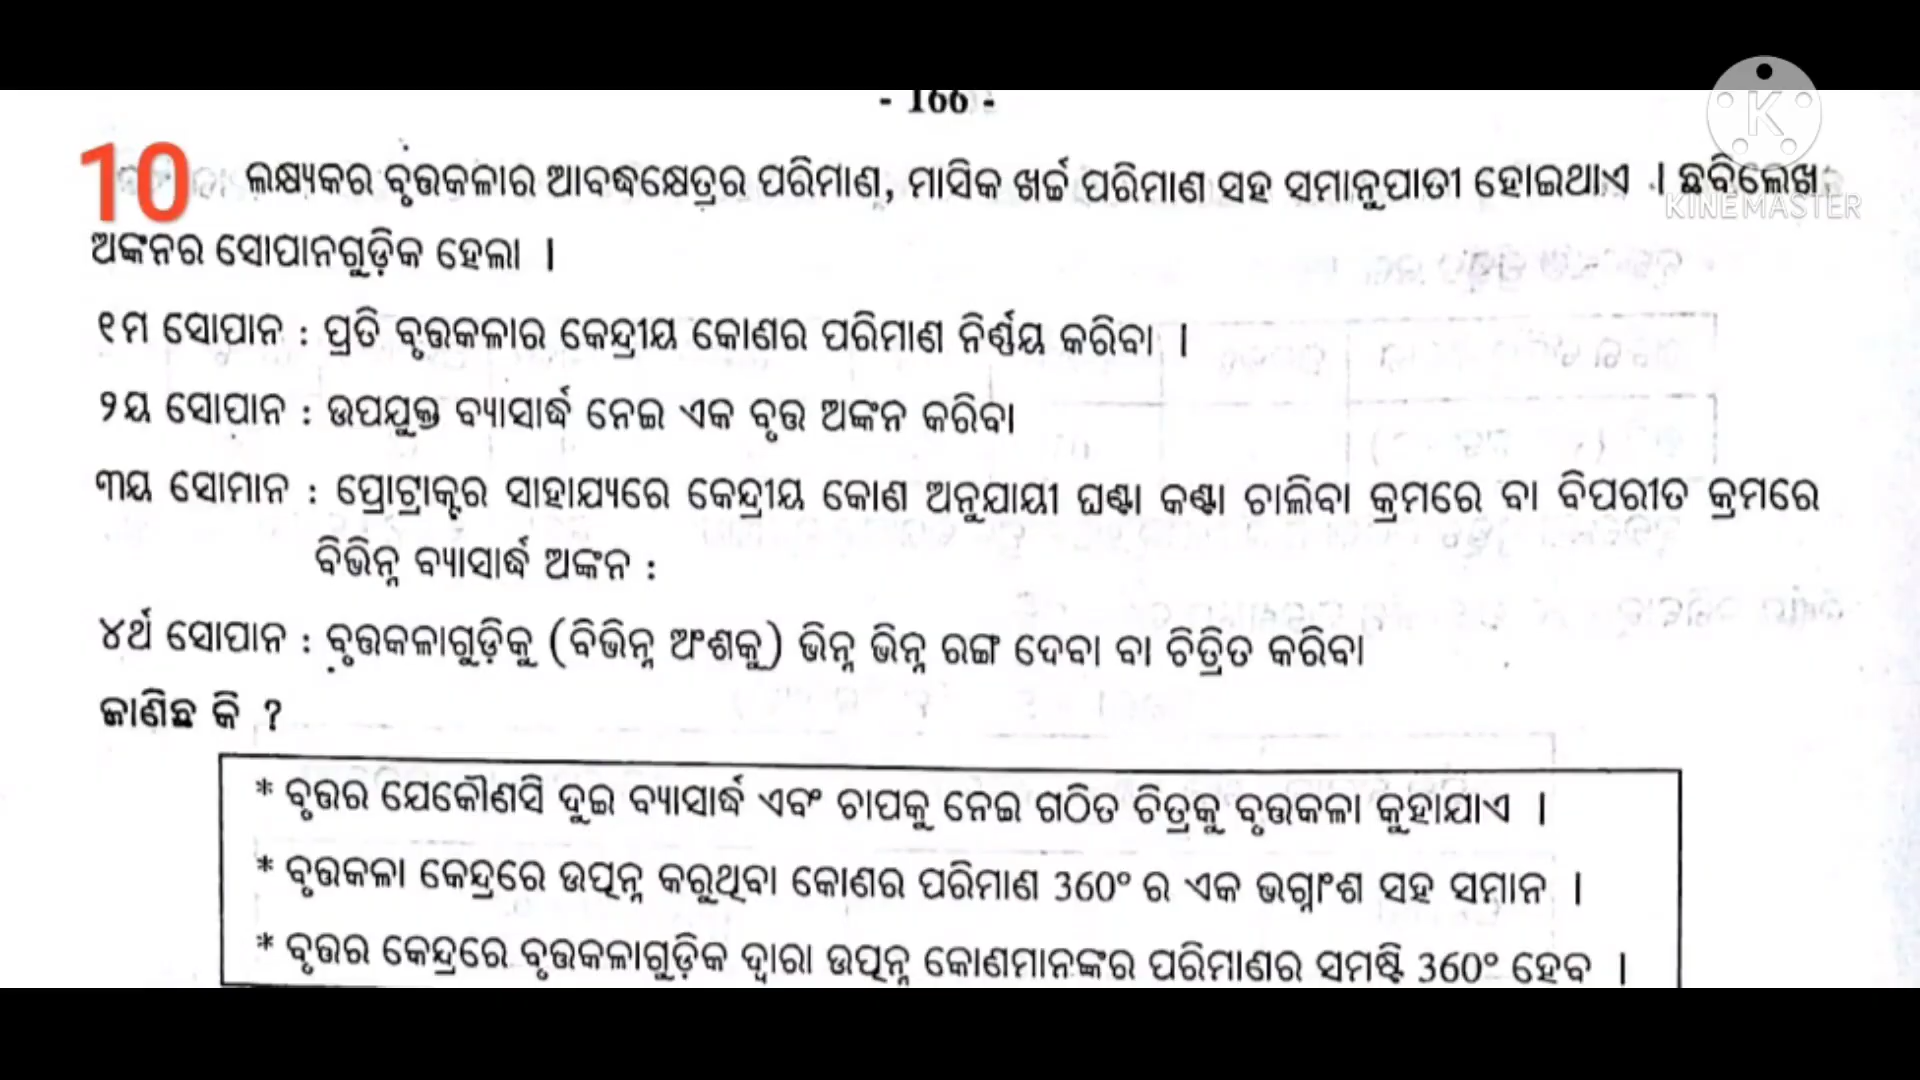 - 166 -
10 ଲକ୍ଷ୍ୟକର ବୃତ୍ତକଳାର ଆବଦ୍ଧକ୍ଷେତ୍ରର ପରିମାଣ, ମାସିକ ଖର୍ଚ୍ଚ ପରିମାଣ ସହ ସମାନୁପାତୀ ହୋଇଥାଏ । ଛବିଲେଖ
ଅଙ୍କନର ସୋପାନଗୁଡ଼ିକ ହେଲା ।
୧ମ ସୋପାନ : ପ୍ରତି ବୃତ୍ତକଳାର କେନ୍ଦ୍ରୀୟ କୋଣର ପରିମାଣ ନିର୍ଣ୍ଣୟ କରିବା ।
୨ୟ ସୋପାନ : ଉପଯୁକ୍ତ ବ୍ୟାସାର୍ଦ୍ଧ ନେଇ ଏକ ବୃତ୍ତ ଅଙ୍କନ କରିବା
୩ୟ ସୋମାନ : ପ୍ରୋଟ୍ରାକ୍ଟର ସାହାଯ୍ୟରେ କେନ୍ଦ୍ରୀୟ କୋଣ ଅନୁଯାୟୀ ଘଣ୍ଟା କଣ୍ଟା ଚାଲିବା କ୍ରମରେ ବା ବିପରୀତ କ୍ରମରେ
ବିଭିନ୍ନ ବ୍ୟାସାର୍ଦ୍ଧ ଅଙ୍କନ :
୪ର୍ଥ ସୋପାନ : ବୃତ୍ତକଳାଗୁଡ଼ିକୁ (ବିଭିନ୍ନ ଅଂଶକୁ) ଭିନ୍ନ ଭିନ୍ନ ରଙ୍ଗ ଦେବା ବା ଚିତ୍ରିତ କରିବା
ଜାଣିଛ କି ?
* ବୃତ୍ତର ଯେକୌଣସି ଦୁଇ ବ୍ୟାସାର୍ଦ୍ଧ ଏବଂ ଚାପକୁ ନେଇ ଗଠିତ ଚିତ୍ରକୁ ବୃତ୍ତକଳା କୁହାଯାଏ ।
* ବୃତ୍ତକଳା କେନ୍ଦ୍ରରେ ଉତ୍ପନ୍ନ କରୁଥିବା କୋଣର ପରିମାଣ 360° ର ଏକ ଭଗ୍ନାଂଶ ସହ ସମାନ ।
* ବୃତ୍ତର କେନ୍ଦ୍ରରେ ବୃତ୍ତକଳାଗୁଡ଼ିକ ଦ୍ୱାରା ଉତ୍ପନ୍ନ କୋଣମାନଙ୍କର ପରିମାଣର ସମଷ୍ଟି 360° ହେବ ।
K
KINEMASTER